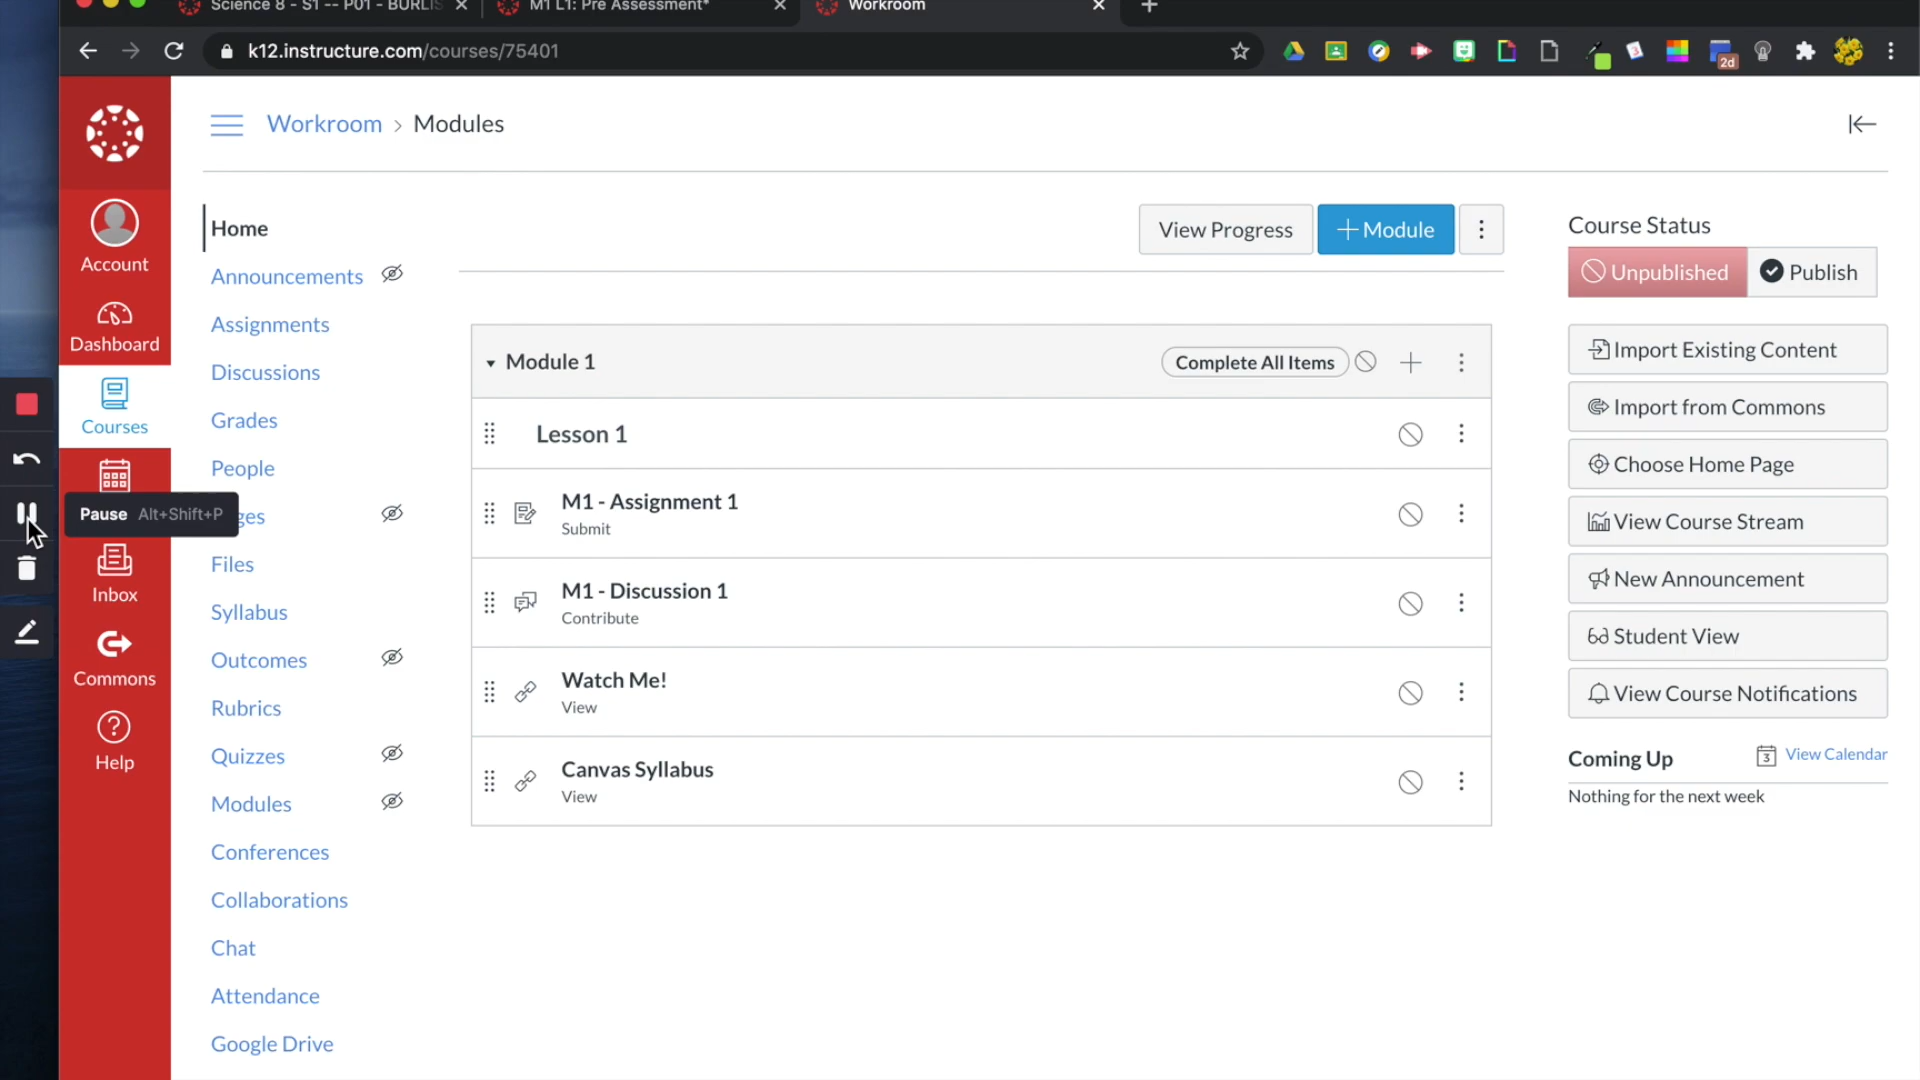 Science 8 - S1 -- P01 - BURLIS
M1 L1: Pre Assessment*
Workroom
k12.instructure.com/courses/75401
2d
Workroom › Modules
Account
Dashboard
Courses
Inbox
Commons
Help
Pause Alt+Shift+P
Home
Announcements
Assignments
Discussions
Grades
People
ges
Files
Syllabus
Outcomes
Rubrics
Quizzes
Modules
Conferences
Collaborations
Chat
Attendance
Google Drive
View Progress
+ Module
Module 1
Complete All Items
Lesson 1
M1 - Assignment 1
Submit
M1 - Discussion 1
Contribute
Watch Me!
View
Canvas Syllabus
View
Course Status
Unpublished
Publish
Import Existing Content
Import from Commons
Choose Home Page
View Course Stream
New Announcement
Student View
View Course Notifications
Coming Up
3 View Calendar
Nothing for the next week